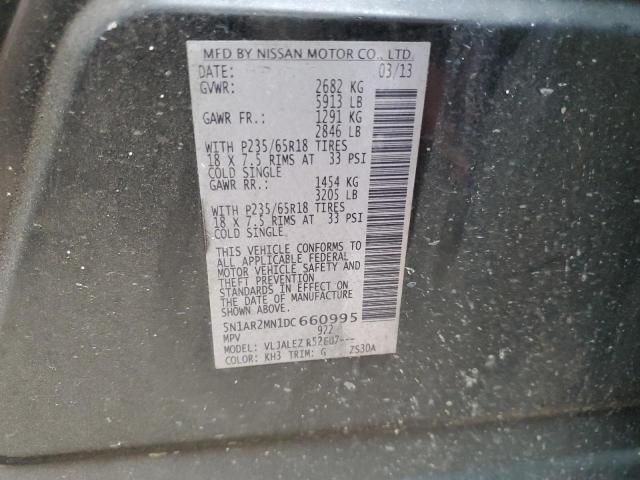 MFD BY NISSAN MOTOR CO., LTD.
DATE: 03/13
GVWR: 2682 KG
5913 LB
GAWR FR.: 1291 KG
2846 LB
WITH P235/65R18 TIRES
18 X 7.5 RIMS AT 33 PSI
COLD SINGLE
GAWR RR.: 1454 KG
3205 LB
WITH P235/65R18 TIRES
18 X 7.5 RIMS AT 33 PSI
COLD SINGLE.
THIS VEHICLE CONFORMS TO
ALL APPLICABLE FEDERAL
MOTOR VEHICLE SAFETY AND
THEFT PREVENTION
STANDARDS IN EFFECT ON
THE DATE OF MANUFACTURE
SHOWN ABOVE.
5N1AR2MN1DC660995
MPV 922
MODEL: VLJALEZ
COLOR: KH3 TRIM: G ZS30A